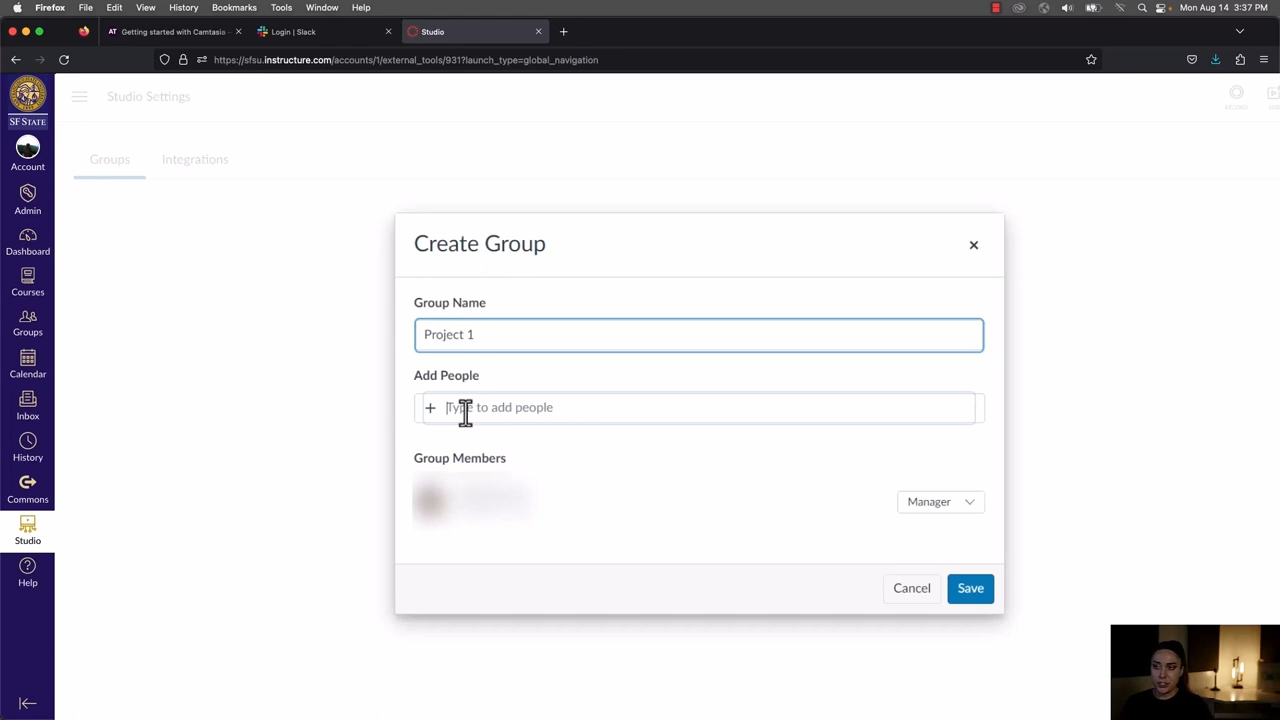 Firefox File Edit View History Bookmarks Tools Window Help Mon Aug 14 3:37 PM
Getting started with Camtasia Login | Slack Studio
https://sfsu.instructure.com/accounts/1/external_tools/931?launch_type=global_navigation
SF STATE
Account
Admin
Dashboard
Courses
Groups
Calendar
Inbox
History
Commons
Studio
Help
Studio Settings
RECORD
Groups Integrations
Create Group
Group Name
Project 1
Add People
Type to add people
Group Members
Manager
Cancel Save